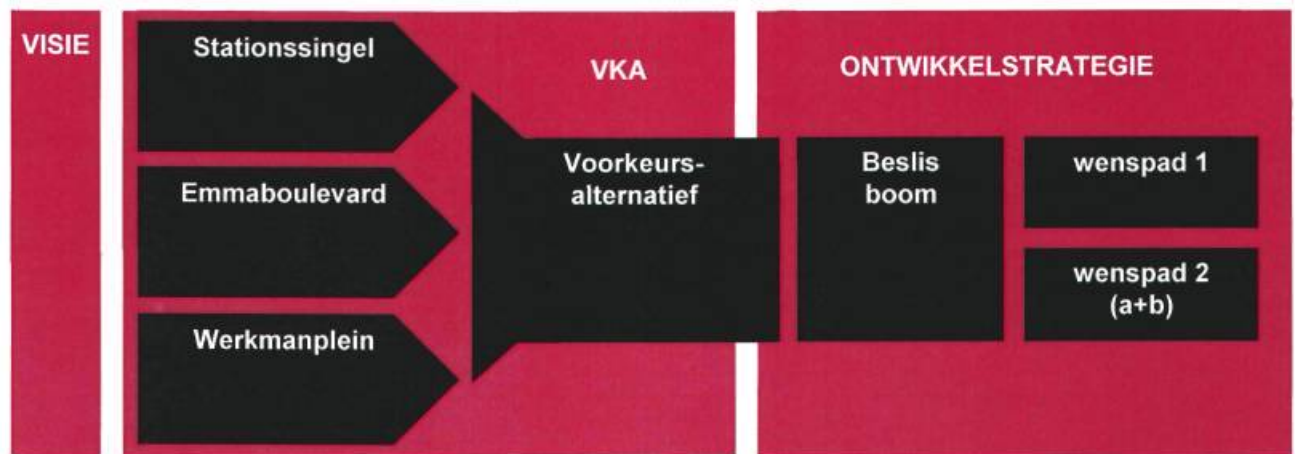 VISIE
Stationssingel
Emmaboulevard
Werkmanplein
VKA
Voorkeurs-
alternatief
ONTWIKKELSTRATEGIE
Beslis
boom
wenspad 1
wenspad 2
(a+b)